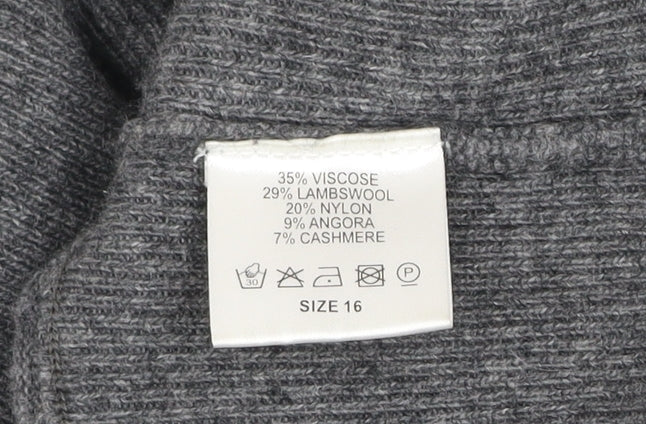 35% VISCOSE
29% LAMBSWOOL
20% NYLON
9% ANGORA
7% CASHMERE
30 P
SIZE 16